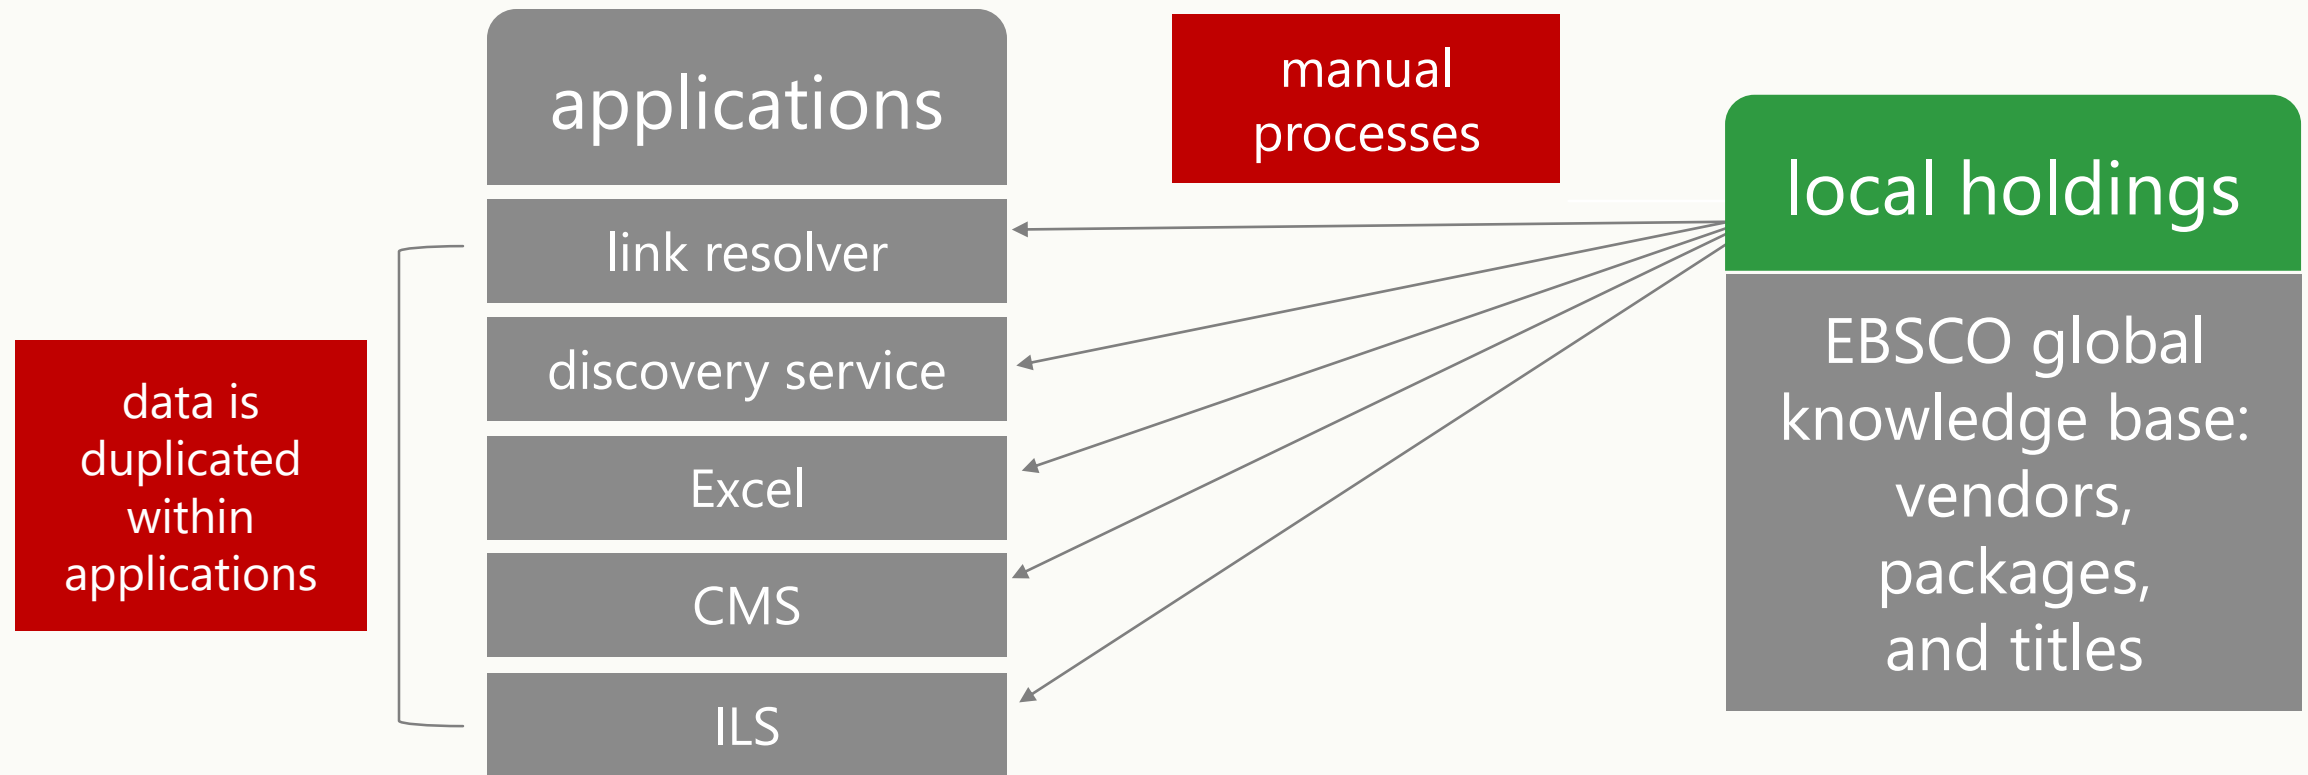 applications
link resolver
discovery service
Excel
CMS
ILS
data is
duplicated
within
applications
manual
processes
local holdings
EBSCO global
knowledge base:
vendors,
packages,
and titles